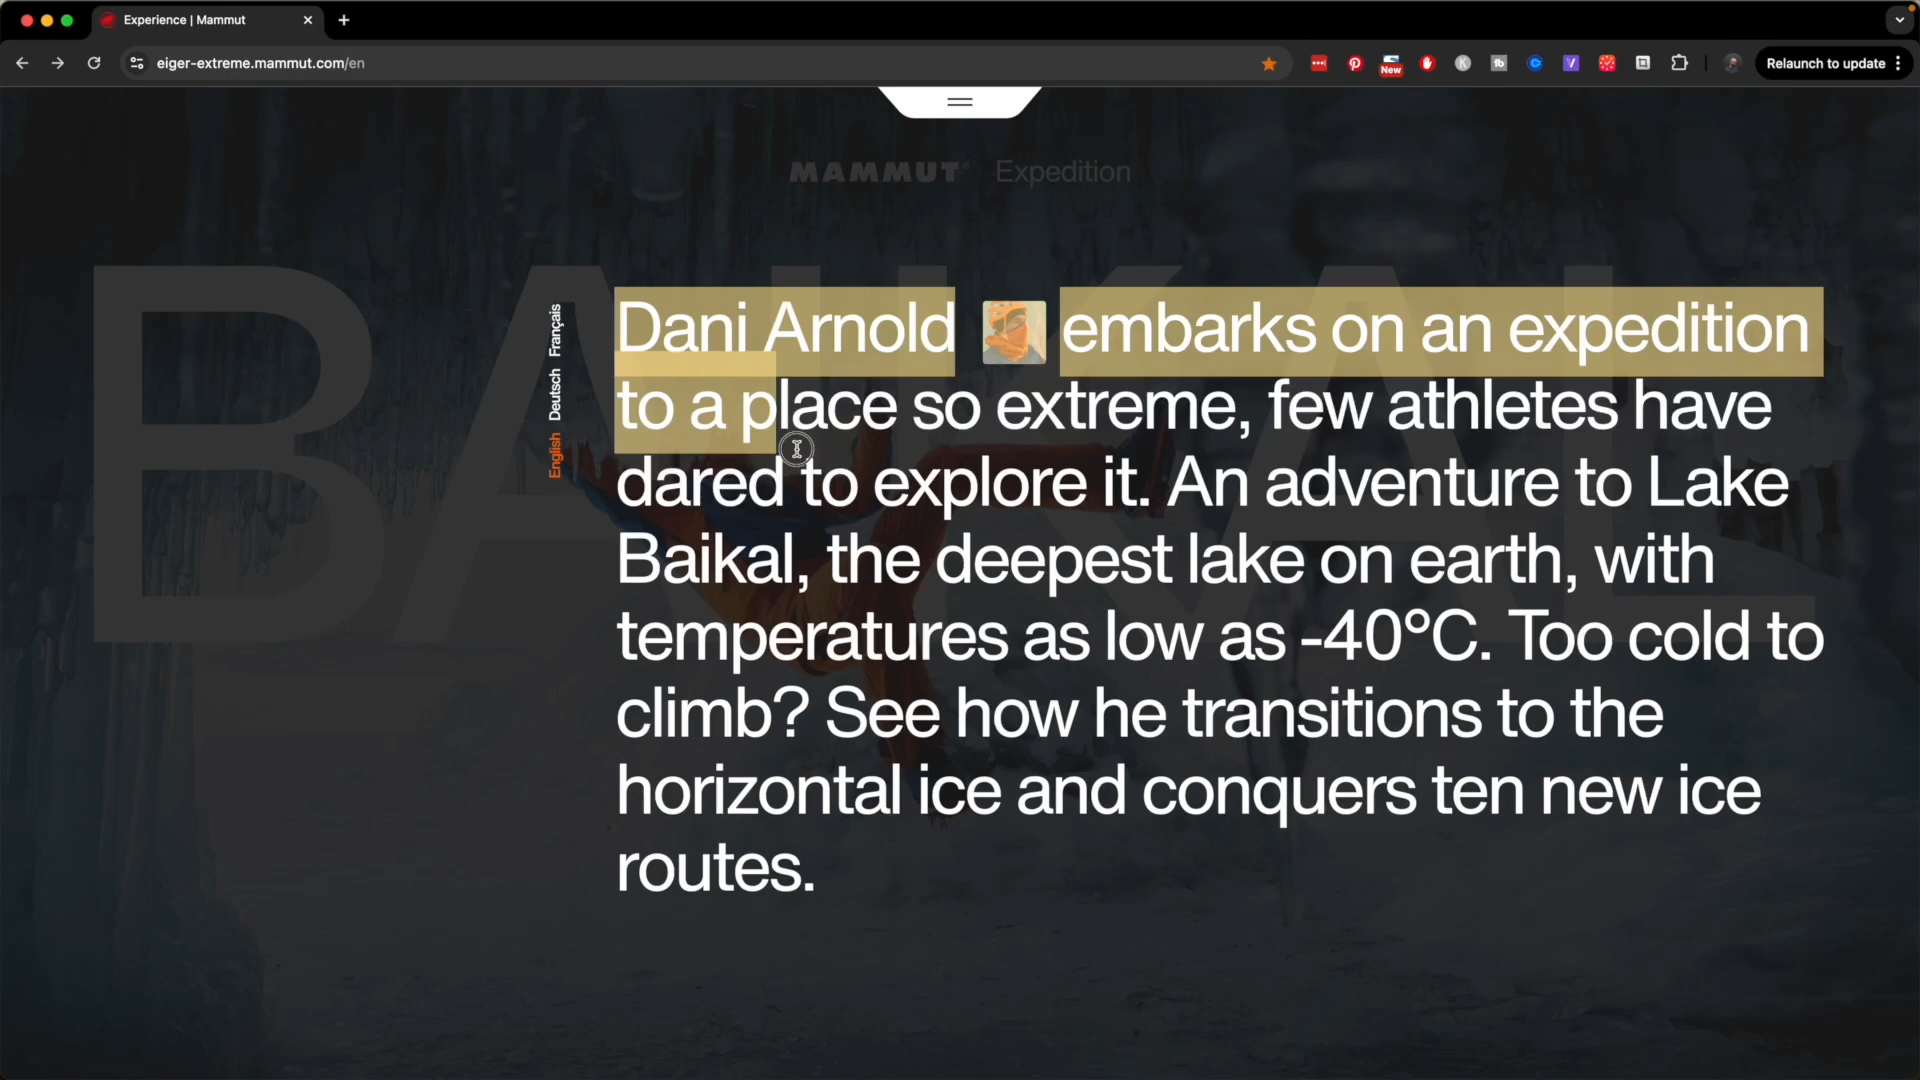 Experience | Mammut
eiger-extreme.mammut.com/en
New
Relaunch to update
MAMMUT Expedition
BAIKAL
Français
Deutsch
English
Dani Arnold embarks on an expedition
to a place so extreme, few athletes have
dared to explore it. An adventure to Lake
Baikal, the deepest lake on earth, with
temperatures as low as -40°C. Too cold to
climb? See how he transitions to the
horizontal ice and conquers ten new ice
routes.